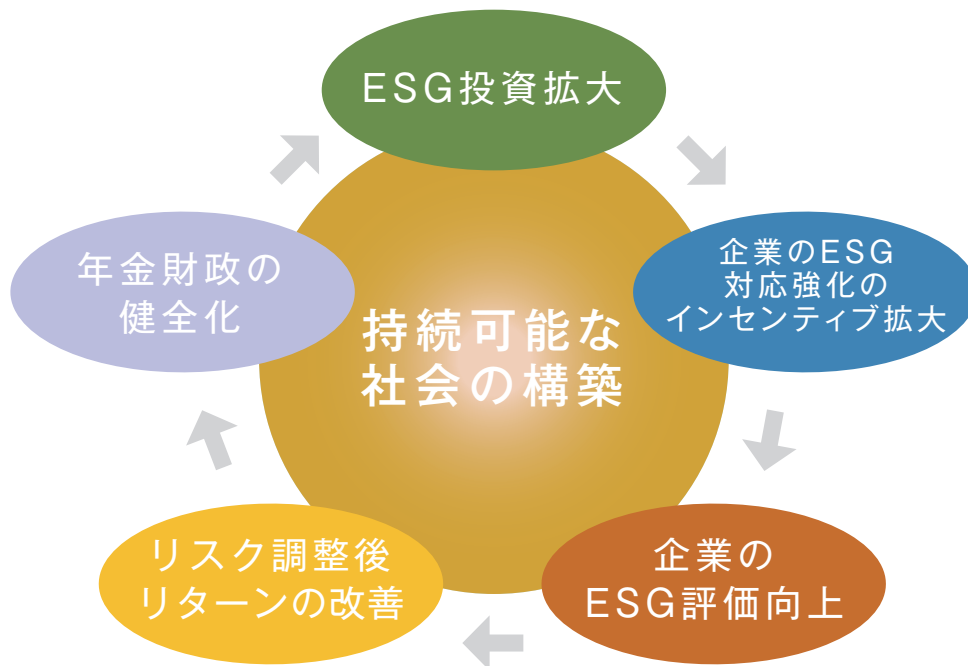 ESG投資拡大
企業のESG
対応強化の
インセンティブ拡大
企業の
ESG評価向上
リスク調整後
リターンの改善
年金財政の
健全化
持続可能な
社会の構築